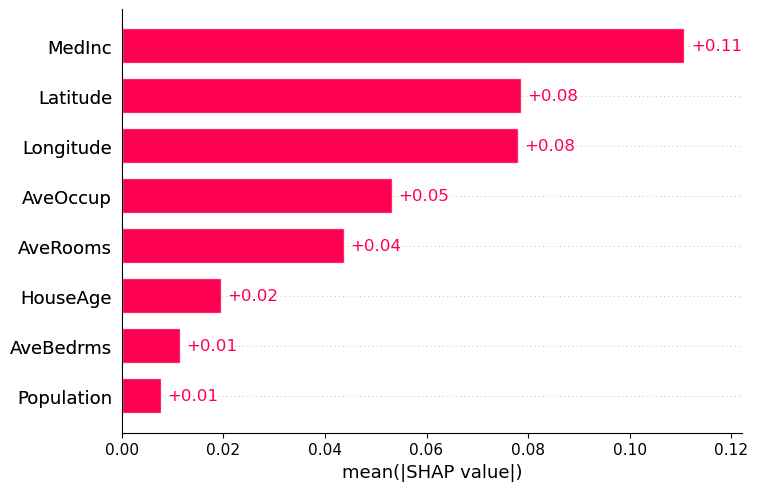 MedInc +0.11
Latitude +0.08
Longitude +0.08
AveOccup +0.05
AveRooms +0.04
HouseAge +0.02
AveBedrms +0.01
Population +0.01
0.00 0.02 0.04 0.06 0.08 0.10 0.12
mean(|SHAP value|)